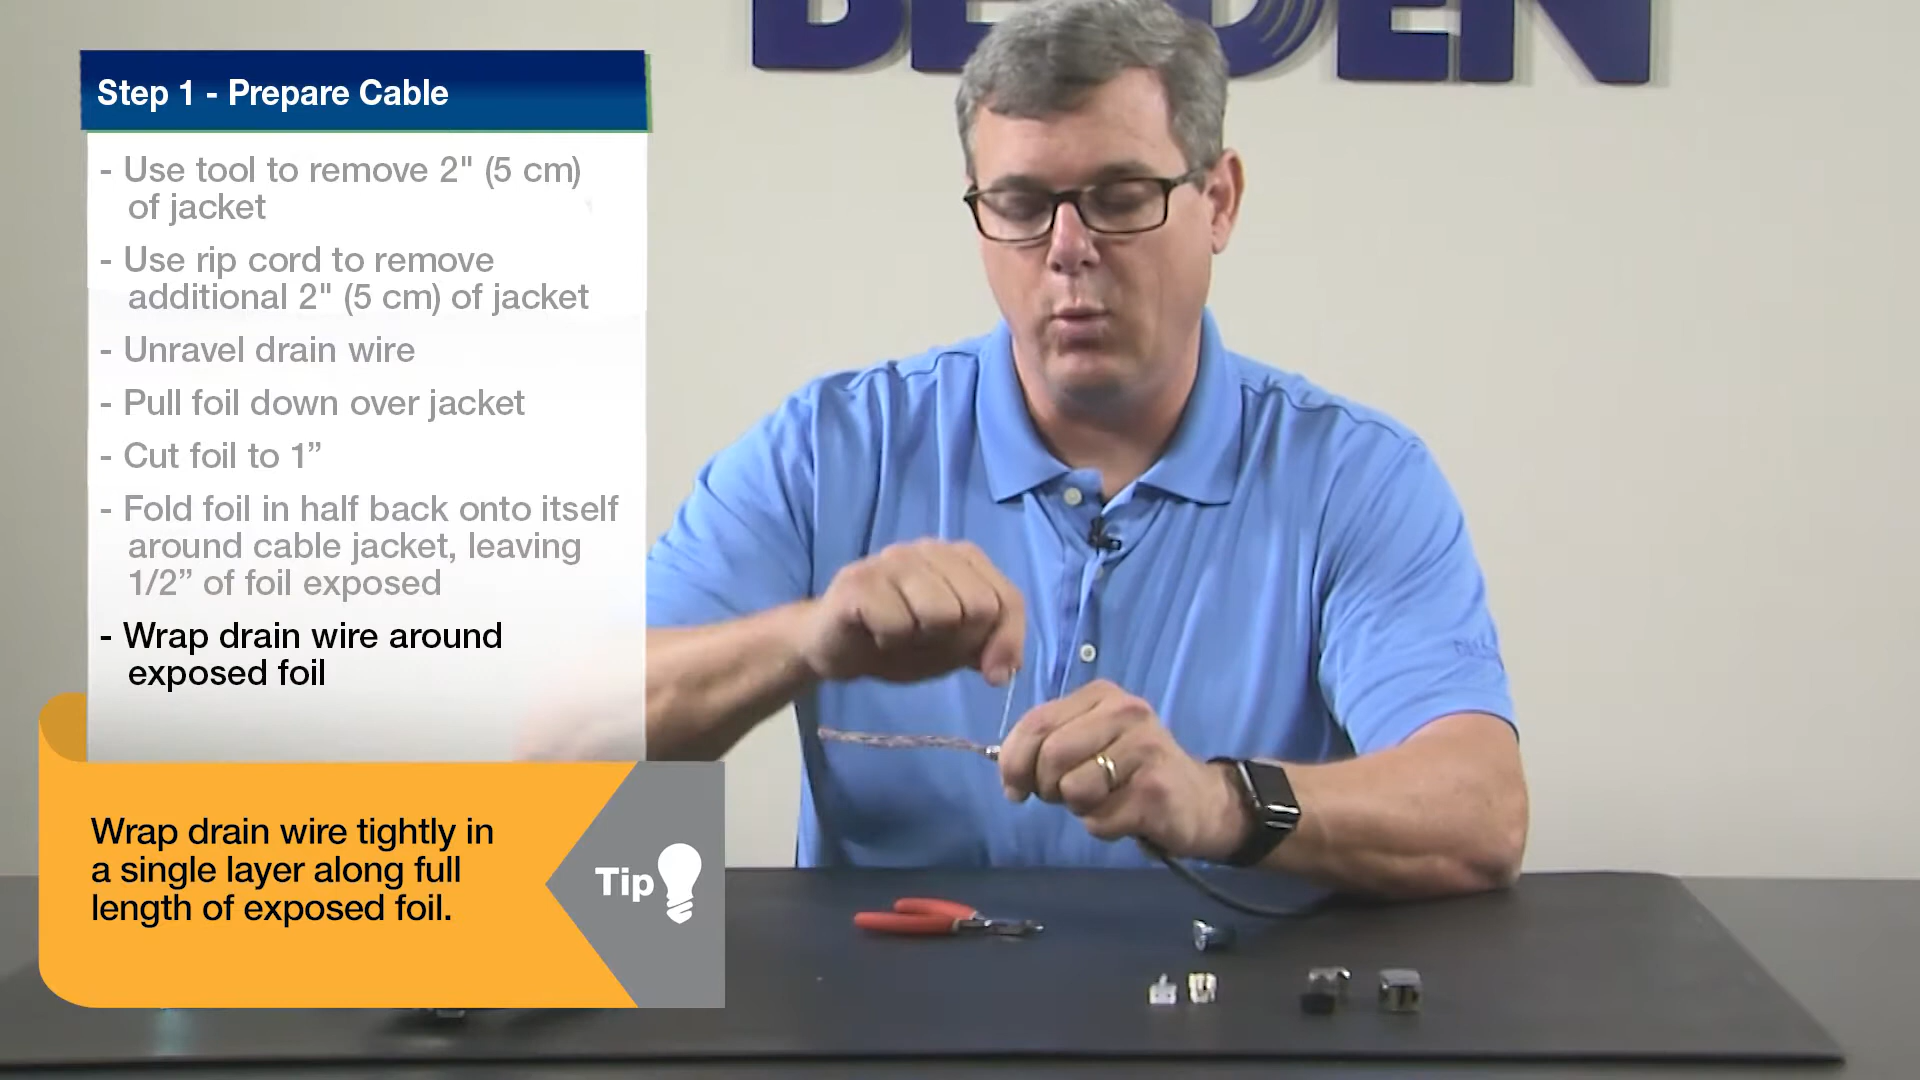 BELDEN
Step 1 - Prepare Cable
- Use tool to remove 2" (5 cm)
of jacket
- Use rip cord to remove
additional 2" (5 cm) of jacket
- Unravel drain wire
- Pull foil down over jacket
- Cut foil to 1”
- Fold foil in half back onto itself
around cable jacket, leaving
1/2” of foil exposed
- Wrap drain wire around
exposed foil
Wrap drain wire tightly in
a single layer along full
length of exposed foil.
Tip